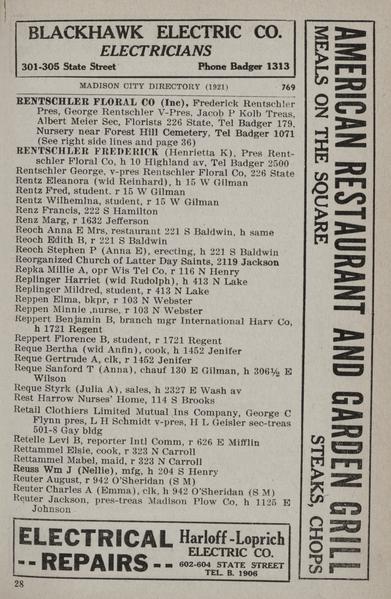 BLACKHAWK ELECTRIC CO.
ELECTRICIANS
301-305 State Street Phone Badger 1313
MADISON CITY DIRECTORY (1921) 769
RENTSCHLER FLORAL CO (Inc), Frederick Rentschler
Pres, George Rentschler V-Pres, Jacob P Kolb Treas,
Albert Meier Sec, Florists 226 State, Tel Badger 179,
Nursery near Forest Hill Cemetery, Tel Badger 1071
(See right side lines and page 36)
RENTSCHLER FREDERICK (Henrietta K), Pres Rent-
schler Floral Co, h 10 Highland av, Tel Badger 2500
Rentschler George, v-pres Rentschler Floral Co, 226 State
Rentz Eleanora (wid Reinhard), h 15 W Gilman
Rentz Fred, student. r 15 W Gilman
Rentz Wilhemina, student, r 15 W Gilman
Renz Francis, 222 S Hamilton
Renz Marg, r 1632 Jefferson
Reoch Anna E Mrs, restaurant 221 S Baldwin, h same
Reoch Edith B, r 221 S Baldwin
Reoch Stephen P (Anna E), erecting, h 221 S Baldwin
Reorganized Church of Latter Day Saints, 2119 Jackson
Repka Millie A, opr Wis Tel Co, r 116 N Henry
Replinger Harriet (wid Rudolph), h 413 N Lake
Replinger Mildred, student, r 413 N Lake
Reppen Elma, bkpr, r 103 N Webster
Reppen Minnie ,nurse, r 103 N Webster
Reppert Benjamin B, branch mgr International Harv Co,
h 1721 Regent
Reppert Florence B, student, r 1721 Regent
Reque Bertha (wid Anfin), cook, h 1452 Jenifer
Reque Gertrude A, clk, r 1452 Jenifer
Reque Sanford T (Anna), chauf 130 E Gilman, h 306½ E
Wilson
Reque Styrk (Julia A), sales, h 2327 E Wash av
Rest Harrow Nurses' Home, 114 S Brooks
Retail Clothiers Limited Mutual Ins Company, George C
Flynn pres, L H Schmidt v-pres, H L Geisler sec-treas
501-8 Gay bldg
Retelle Levi B, reporter Intl Comm, r 626 E Mifflin
Rettammel Elsie, cook, r 323 N Carroll
Rettammel Mabel, maid, r 323 N Carroll
Reuss Wm J (Nellie), mfg, h 204 S Henry
Reuter August, r 942 O'Sheridan (S M)
Reuter Charles A (Emma), clk, h 942 O'Sheridan (S M)
Reuter Jackson, pres-treas Madison Plow Co, h 1125 E
Johnson
ELECTRICAL
-- REPAIRS --
Harloff-Loprich
ELECTRIC CO.
602-604 STATE STREET
TEL. B. 1906
28
AMERICAN RESTAURANT AND GARDEN GRILL
MEALS ON THE SQUARE STEAKS, CHOPS